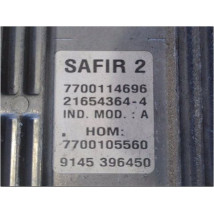 SAFIR 2
7700114696
21654364-4
IND. MOD. : A
HOM:
7700105560
9145 396450